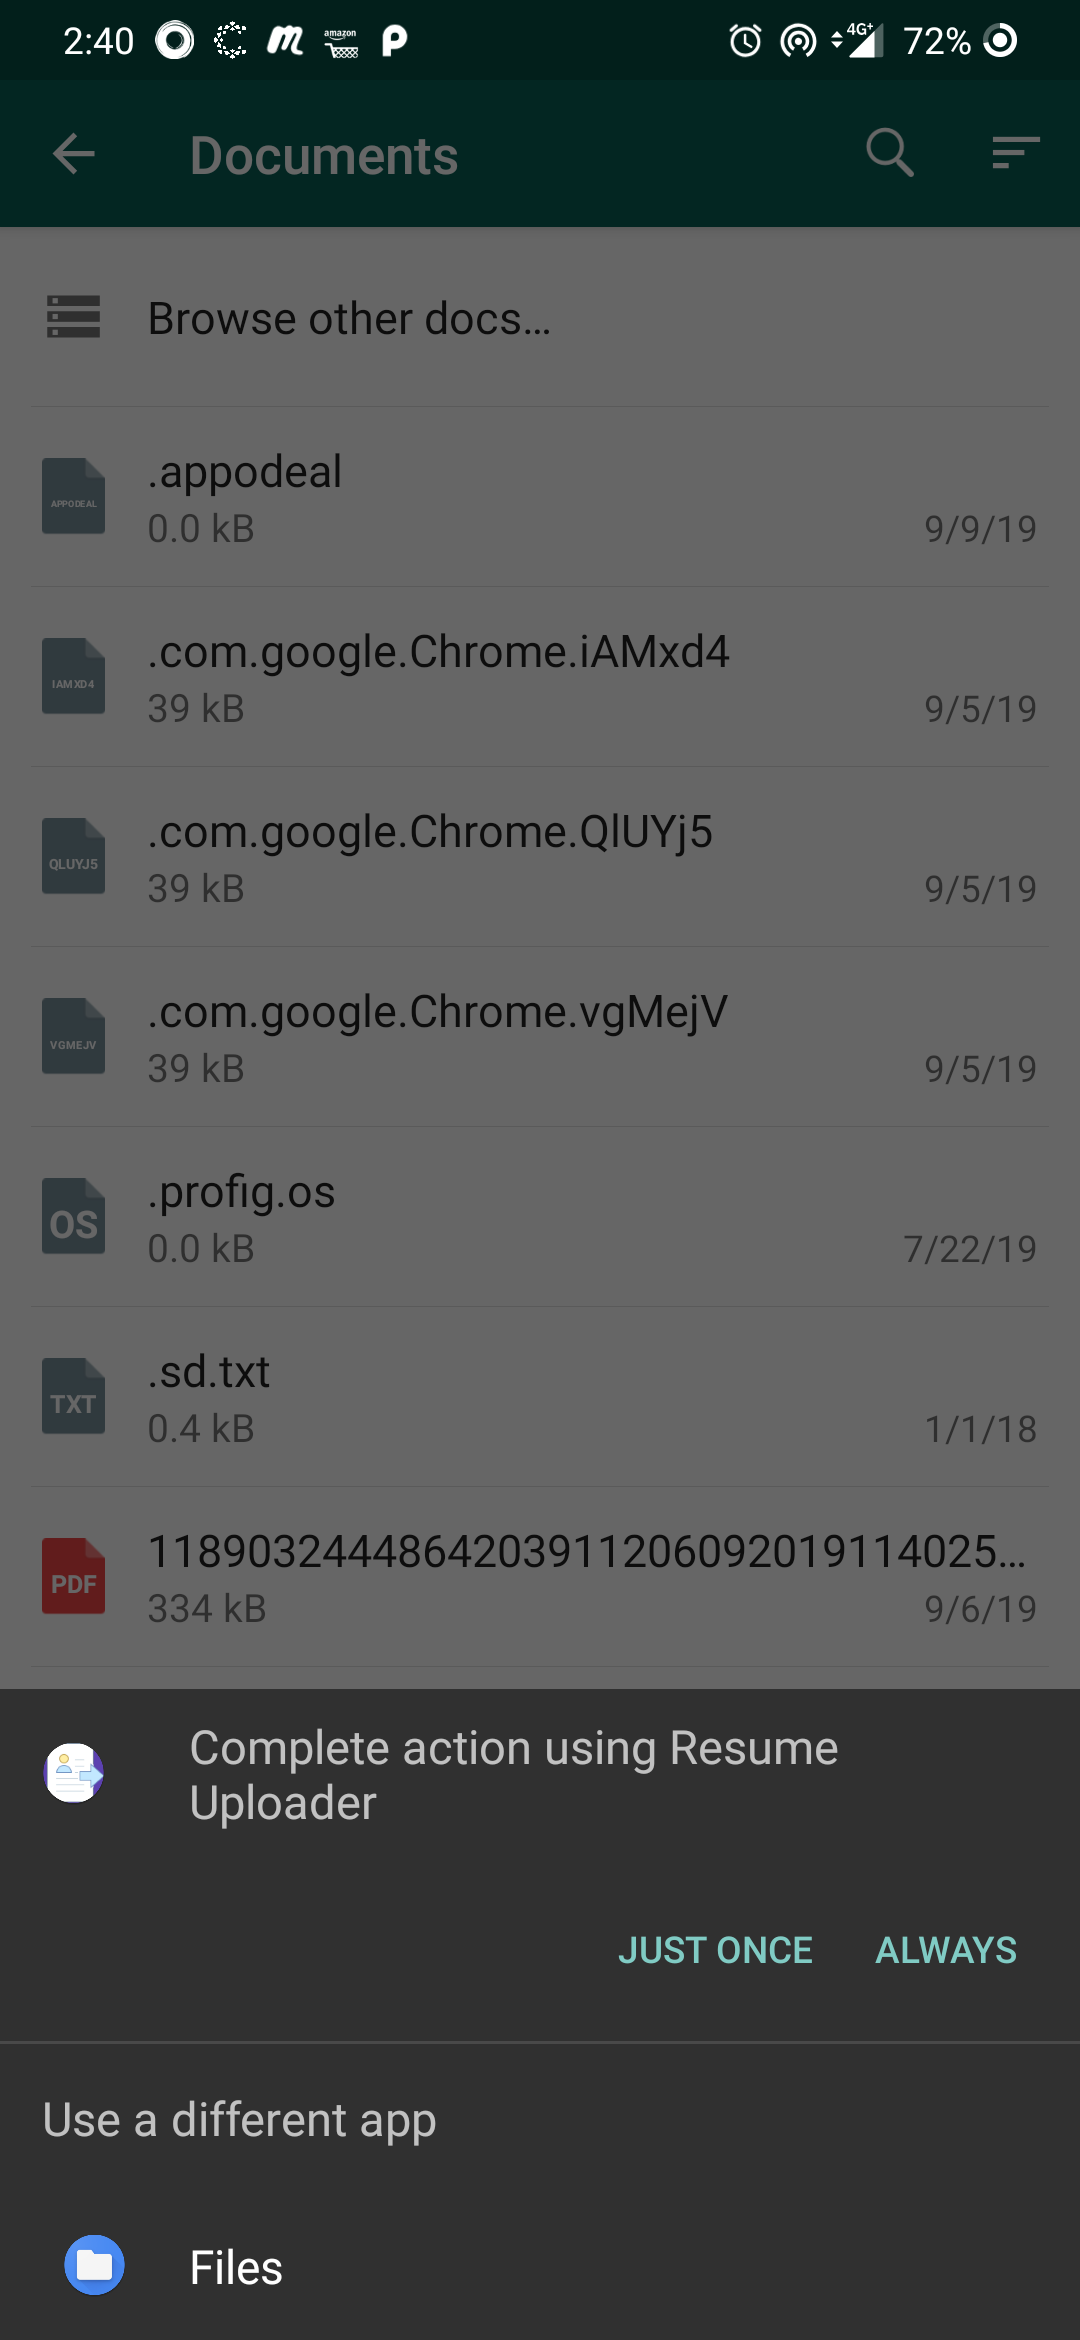 2:40
amazon
4G+
72%
Documents
Browse other docs...
.appodeal
APPODEAL
0.0 kB
9/9/19
.com.google.Chrome.iAMxd4
IAMXD4
39 kB
9/5/19
.com.google.Chrome.QlUYj5
QLUYJ5
39 kB
9/5/19
.com.google.Chrome.vgMejV
VGMEJV
39 kB
9/5/19
.profig.os
OS
0.0 kB
7/22/19
.sd.txt
TXT
0.4 kB
1/1/18
1189032444864203911206092019114025...
PDF
334 kB
9/6/19
Complete action using Resume
Uploader
JUST ONCE
ALWAYS
Use a different app
Files